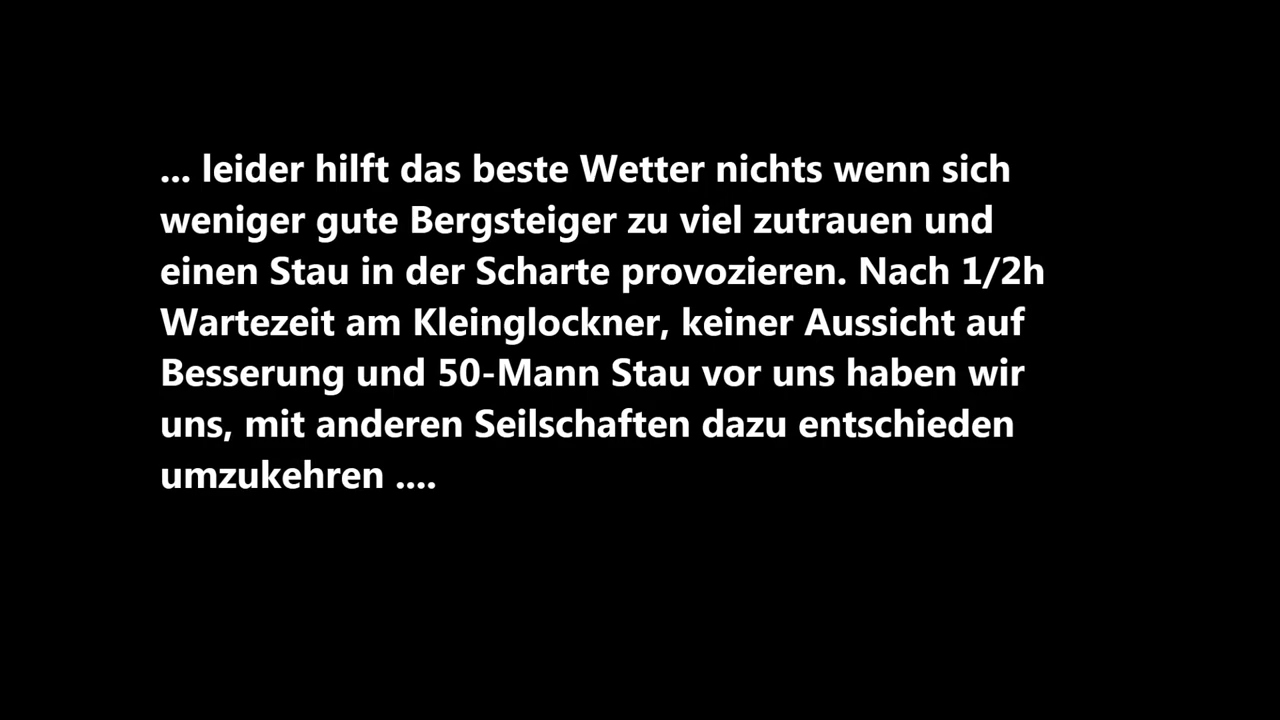 ... leider hilft das beste Wetter nichts wenn sich
weniger gute Bergsteiger zu viel zutrauen und
einen Stau in der Scharte provozieren. Nach 1/2h
Wartezeit am Kleinglockner, keiner Aussicht auf
Besserung und 50-Mann Stau vor uns haben wir
uns, mit anderen Seilschaften dazu entschieden
umzukehren ....